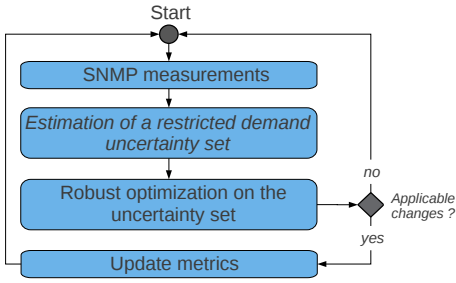 Start
SNMP measurements
Estimation of a restricted demand
uncertainty set
Robust optimization on the
uncertainty set
no
Applicable
changes ?
yes
Update metrics